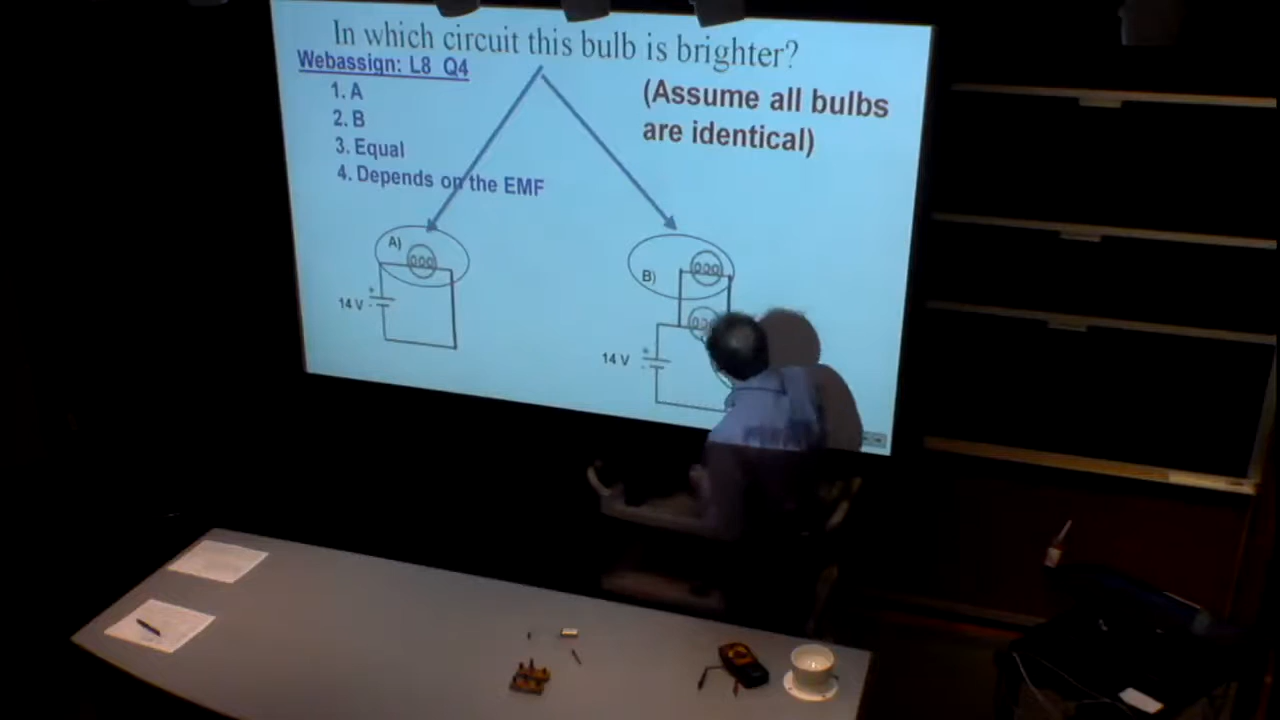 In which circuit this bulb is brighter?
Webassign: L8 Q4
1. A
2. B
3. Equal
4. Depends on the EMF
(Assume all bulbs
are identical)
A)
+
14 V
-
B)
+
14 V
-